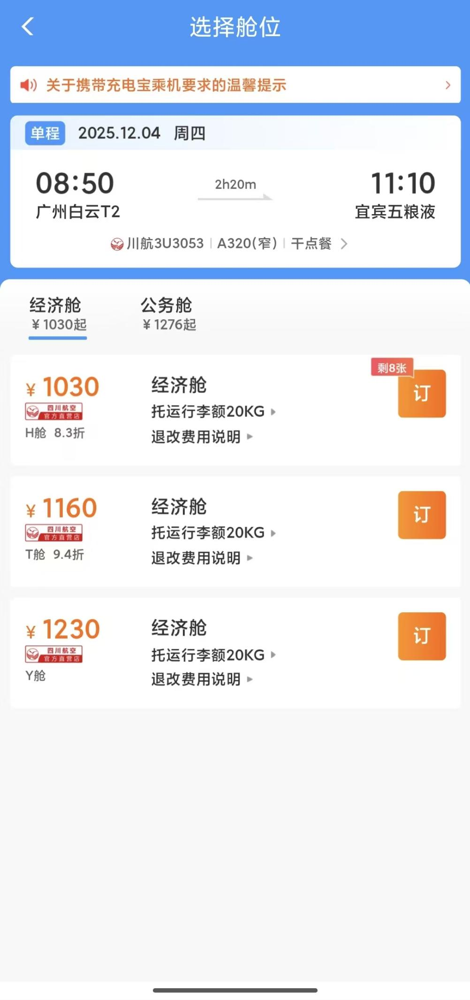 选择舱位
关于携带充电宝乘机要求的温馨提示
单程 2025.12.04 周四
08:50 2h20m 11:10
广州白云T2 宜宾五粮液
川航3U3053 | A320(窄) | 干点餐
经济舱 公务舱
¥1030起 ¥1276起
剩8张
¥1030 经济舱 订
四川航空
官方直营店
托运行李额20KG
H舱 8.3折
退改费用说明
¥1160 经济舱 订
四川航空
官方直营店
托运行李额20KG
T舱 9.4折
退改费用说明
¥1230 经济舱 订
四川航空
官方直营店
托运行李额20KG
Y舱
退改费用说明